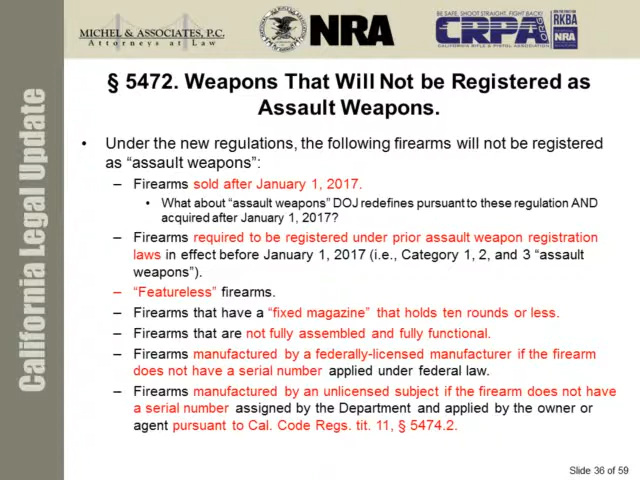 MICHEL & ASSOCIATES, P.C.
Attorneys at Law
NRA
BE SAFE, SHOOT STRAIGHT, FIGHT BACK!
CRPA.ORG
CALIFORNIA RIFLE & PISTOL ASSOCIATION
RKBA
NRA
California Legal Update
§ 5472. Weapons That Will Not be Registered as
Assault Weapons.
• Under the new regulations, the following firearms will not be registered
as “assault weapons”:
– Firearms sold after January 1, 2017.
• What about “assault weapons” DOJ redefines pursuant to these regulation AND
acquired after January 1, 2017?
– Firearms required to be registered under prior assault weapon registration
laws in effect before January 1, 2017 (i.e., Category 1, 2, and 3 “assault
weapons”).
– “Featureless” firearms.
– Firearms that have a “fixed magazine” that holds ten rounds or less.
– Firearms that are not fully assembled and fully functional.
– Firearms manufactured by a federally-licensed manufacturer if the firearm
does not have a serial number applied under federal law.
– Firearms manufactured by an unlicensed subject if the firearm does not have
a serial number assigned by the Department and applied by the owner or
agent pursuant to Cal. Code Regs. tit. 11, § 5474.2.
Slide 36 of 59